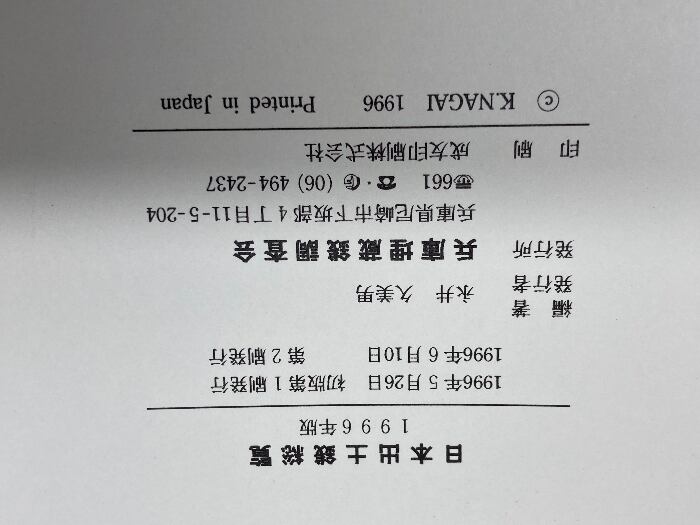 日本出土銭総覧
1996年版
1996年5月26日 初版第1刷発行
1996年6月10日 第2刷発行
編著
発行者 永井 久美男
発行所 兵庫埋蔵銭調査会
兵庫県尼崎市下坂部4丁目11-5-204
〠661 ☎・℻ (06) 494-2437
印刷 成友印刷株式会社
© K.NAGAI 1996 Printed in Japan